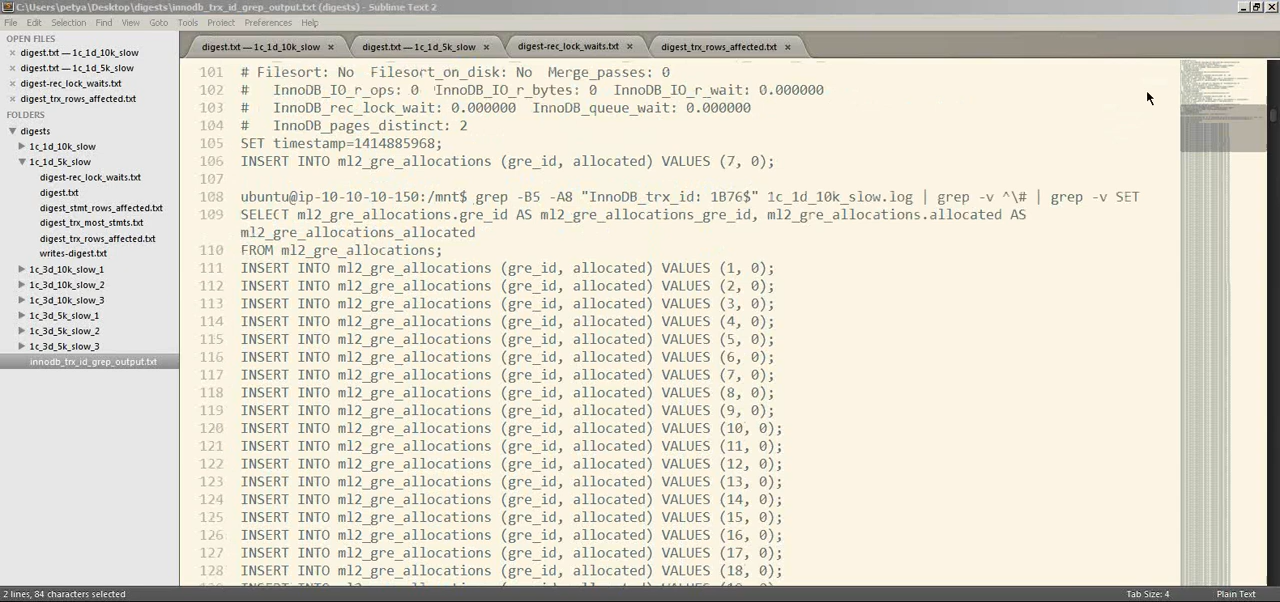 C:\Users\petya\Desktop\digests\innodb_trx_id_grep_output.txt (digests) - Sublime Text 2
File Edit Selection Find View Goto Tools Project Preferences Help
OPEN FILES
digest.txt — 1c_1d_10k_slow
digest.txt — 1c_1d_5k_slow
digest-rec_lock_waits.txt
digest_trx_rows_affected.txt
FOLDERS
digests
1c_1d_10k_slow
1c_1d_5k_slow
digest-rec_lock_waits.txt
digest.txt
digest_stmt_rows_affected.txt
digest_trx_most_stmts.txt
digest_trx_rows_affected.txt
writes-digest.txt
1c_3d_10k_slow_1
1c_3d_10k_slow_2
1c_3d_10k_slow_3
1c_3d_5k_slow_1
1c_3d_5k_slow_2
1c_3d_5k_slow_3
innodb_trx_id_grep_output.txt
digest.txt — 1c_1d_10k_slow digest.txt — 1c_1d_5k_slow digest-rec_lock_waits.txt digest_trx_rows_affected.txt
101 # Filesort: No  Filesort_on_disk: No  Merge_passes: 0
102 #   InnoDB_IO_r_ops: 0  InnoDB_IO_r_bytes: 0  InnoDB_IO_r_wait: 0.000000
103 #   InnoDB_rec_lock_wait: 0.000000  InnoDB_queue_wait: 0.000000
104 #   InnoDB_pages_distinct: 2
105 SET timestamp=1414885968;
106 INSERT INTO ml2_gre_allocations (gre_id, allocated) VALUES (7, 0);
107
108 ubuntu@ip-10-10-10-150:/mnt$ grep -B5 -A8 "InnoDB_trx_id: 1B76$" 1c_1d_10k_slow.log | grep -v ^\# | grep -v SET
109 SELECT ml2_gre_allocations.gre_id AS ml2_gre_allocations_gre_id, ml2_gre_allocations.allocated AS
ml2_gre_allocations_allocated
110 FROM ml2_gre_allocations;
111 INSERT INTO ml2_gre_allocations (gre_id, allocated) VALUES (1, 0);
112 INSERT INTO ml2_gre_allocations (gre_id, allocated) VALUES (2, 0);
113 INSERT INTO ml2_gre_allocations (gre_id, allocated) VALUES (3, 0);
114 INSERT INTO ml2_gre_allocations (gre_id, allocated) VALUES (4, 0);
115 INSERT INTO ml2_gre_allocations (gre_id, allocated) VALUES (5, 0);
116 INSERT INTO ml2_gre_allocations (gre_id, allocated) VALUES (6, 0);
117 INSERT INTO ml2_gre_allocations (gre_id, allocated) VALUES (7, 0);
118 INSERT INTO ml2_gre_allocations (gre_id, allocated) VALUES (8, 0);
119 INSERT INTO ml2_gre_allocations (gre_id, allocated) VALUES (9, 0);
120 INSERT INTO ml2_gre_allocations (gre_id, allocated) VALUES (10, 0);
121 INSERT INTO ml2_gre_allocations (gre_id, allocated) VALUES (11, 0);
122 INSERT INTO ml2_gre_allocations (gre_id, allocated) VALUES (12, 0);
123 INSERT INTO ml2_gre_allocations (gre_id, allocated) VALUES (13, 0);
124 INSERT INTO ml2_gre_allocations (gre_id, allocated) VALUES (14, 0);
125 INSERT INTO ml2_gre_allocations (gre_id, allocated) VALUES (15, 0);
126 INSERT INTO ml2_gre_allocations (gre_id, allocated) VALUES (16, 0);
127 INSERT INTO ml2_gre_allocations (gre_id, allocated) VALUES (17, 0);
128 INSERT INTO ml2_gre_allocations (gre_id, allocated) VALUES (18, 0);
2 lines, 84 characters selected
Tab Size: 4 Plain Text